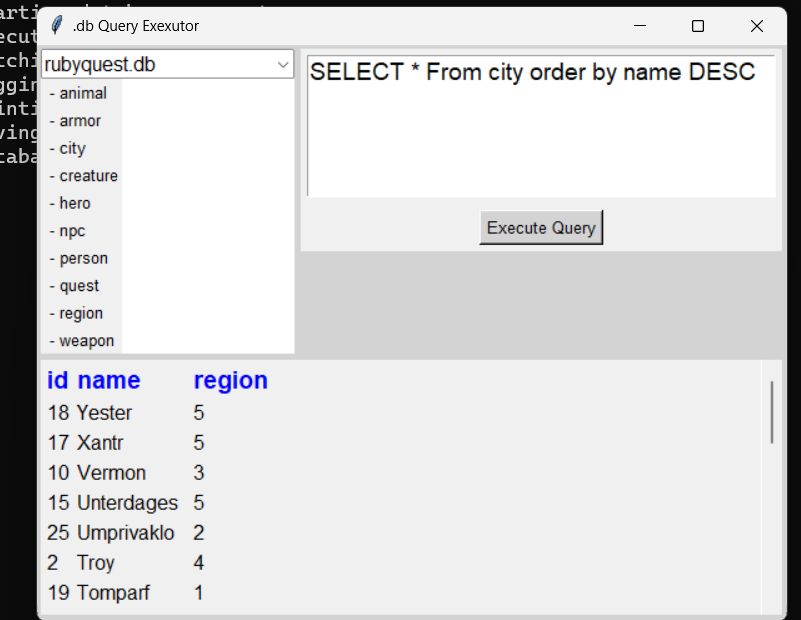 .db Query Exexutor
rubyquest.db
- animal
- armor
- city
- creature
- hero
- npc
- person
- quest
- region
- weapon
SELECT * From city order by name DESC
Execute Query
id name region
18 Yester 5
17 Xantr 5
10 Vermon 3
15 Unterdages 5
25 Umprivaklo 2
2 Troy 4
19 Tomparf 1